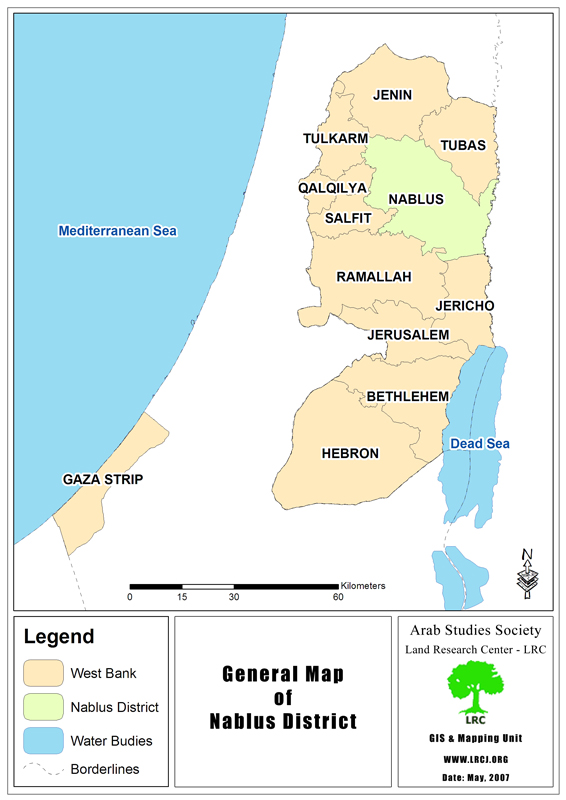 JENIN
TULKARM
TUBAS
QALQILYA
NABLUS
SALFIT
Mediterranean Sea
RAMALLAH
JERICHO
JERUSALEM
BETHLEHEM
Dead Sea
HEBRON
GAZA STRIP
N
Kilometers
0 15 30 60
Legend
West Bank
Nablus District
Water Budies
Borderlines
General Map
of
Nablus District
Arab Studies Society
Land Research Center - LRC
LRC
GIS & Mapping Unit
WWW.LRCJ.ORG
Date: May, 2007